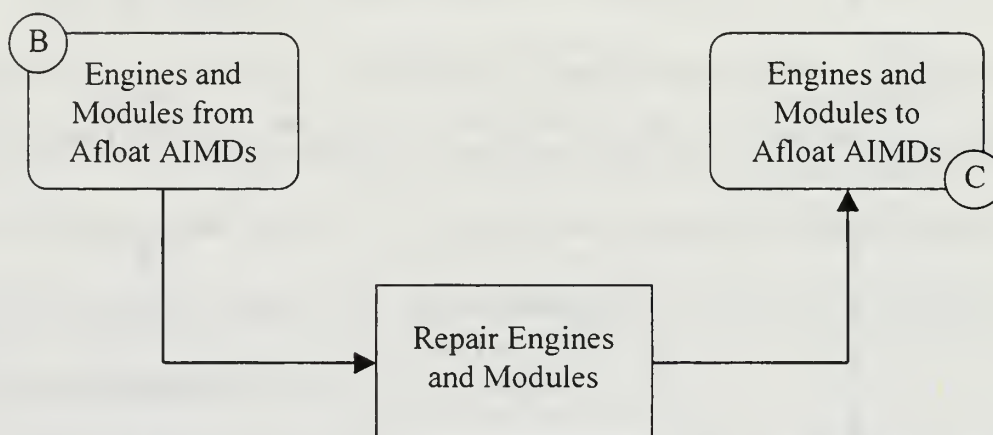 B
Engines and
Modules from
Afloat AIMDs
Engines and
Modules to
Afloat AIMDs
C
Repair Engines
and Modules